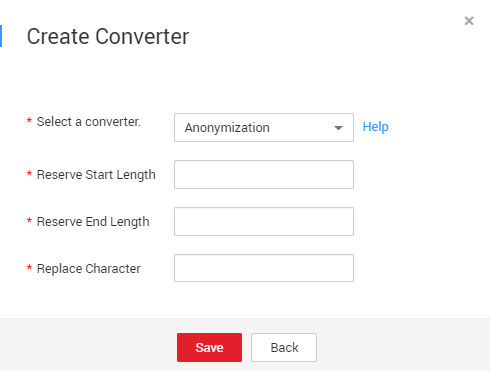 Create Converter
* Select a converter.
Anonymization
Help
* Reserve Start Length
* Reserve End Length
* Replace Character
Save
Back